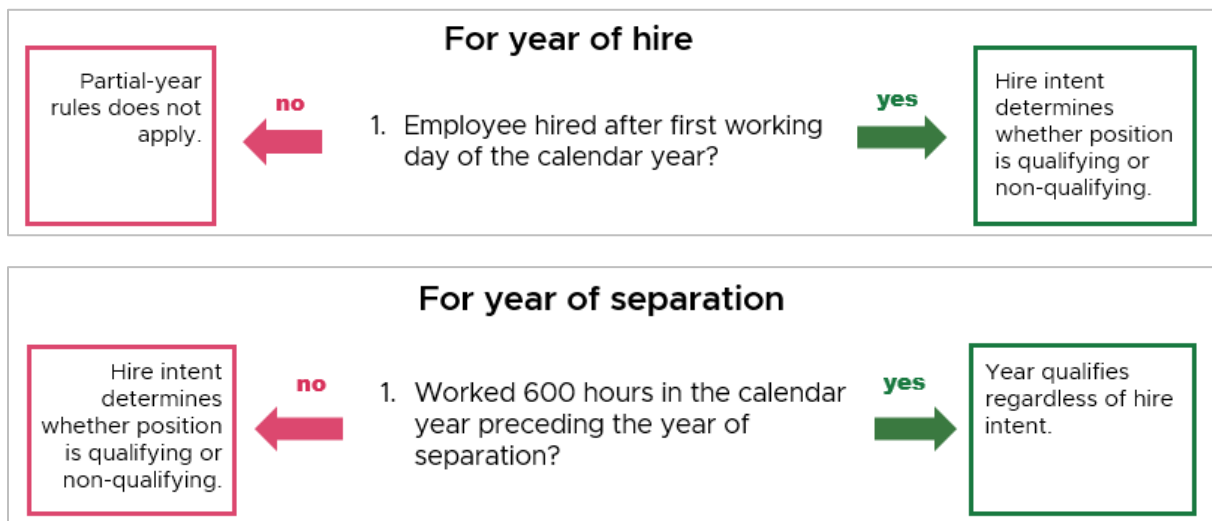 For year of hire
Partial-year
rules does not
apply.
no
1. Employee hired after first working
day of the calendar year?
yes
Hire intent
determines
whether position
is qualifying or
non-qualifying.
For year of separation
Hire intent
determines
whether position
is qualifying or
non-qualifying.
no
1. Worked 600 hours in the calendar
year preceding the year of
separation?
yes
Year qualifies
regardless of hire
intent.